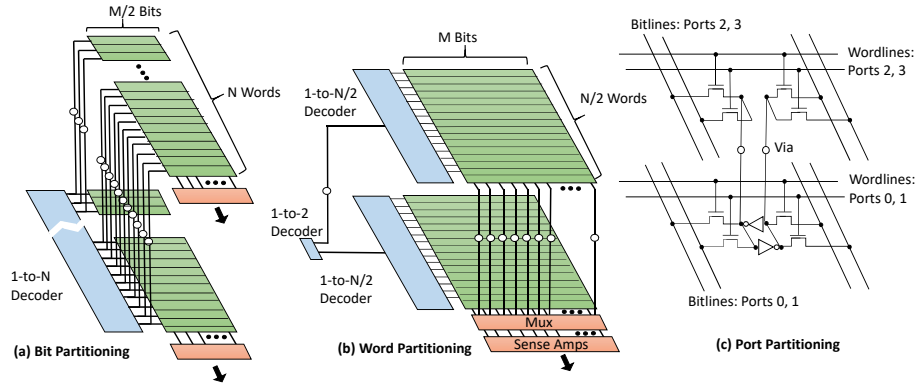 M/2 Bits
N Words
1-to-N
Decoder
(a) Bit Partitioning
M Bits
1-to-N/2
Decoder
N/2 Words
1-to-2
Decoder
1-to-N/2
Decoder
Mux
Sense Amps
(b) Word Partitioning
Bitlines: Ports 2, 3
Wordlines:
Ports 2, 3
Via
Wordlines:
Ports 0, 1
Bitlines: Ports 0, 1
(c) Port Partitioning